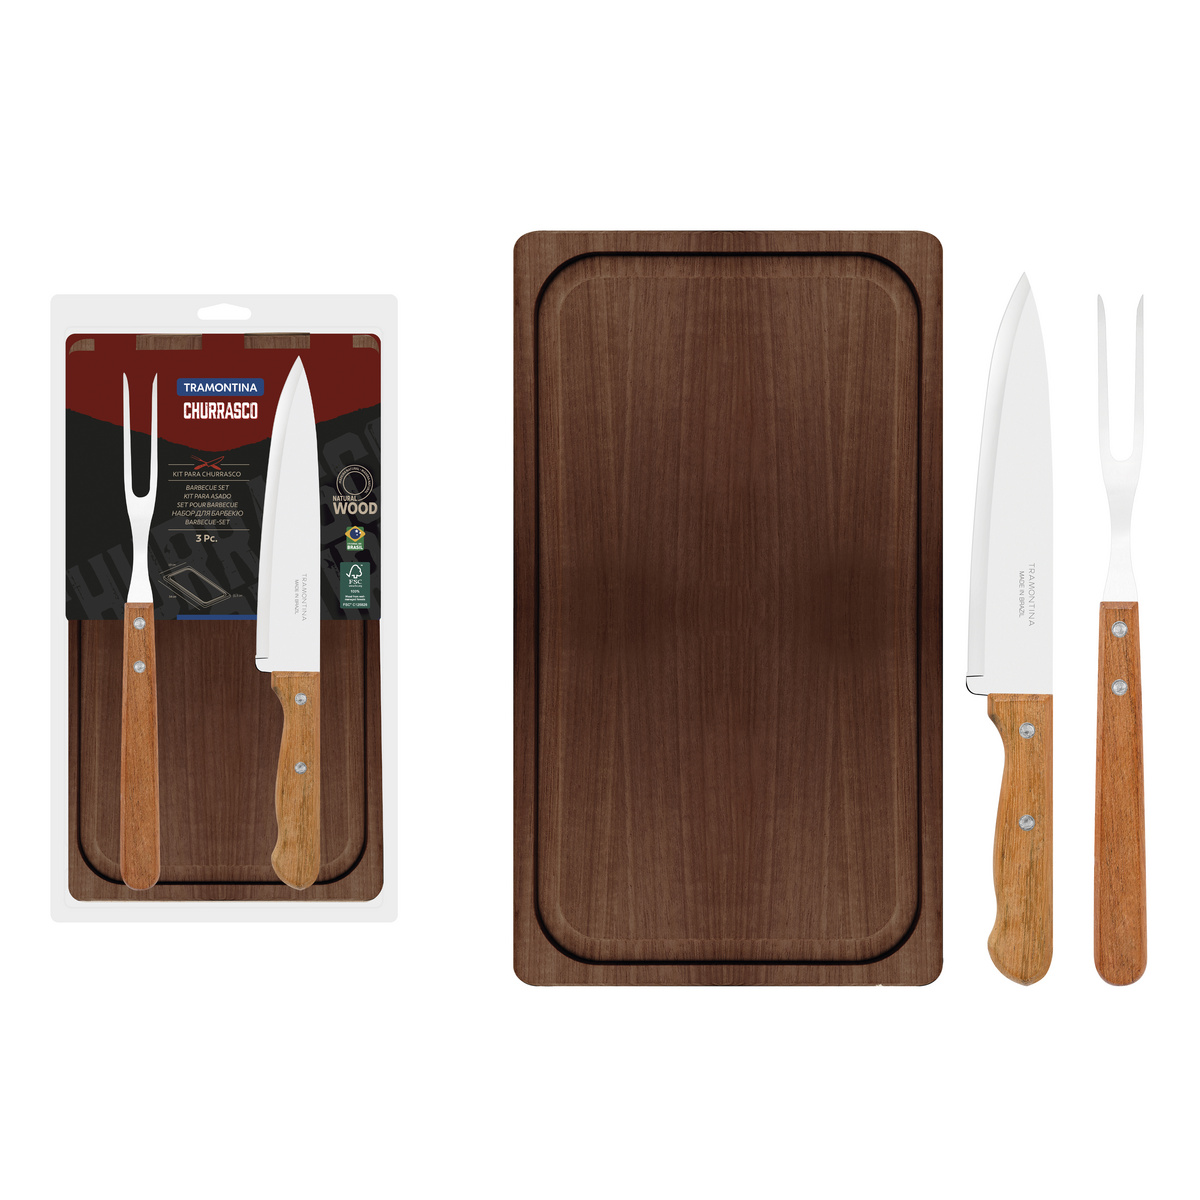 TRAMONTINA
CHURRASCO
KIT PARA CHURRASCO
BARBECUE SET
KIT PARA ASADO
SET POUR BARBECUE
НАБОР ДЛЯ БАРБЕКЮ
BARBECUE-SET
3 Pc.
NATURAL
WOOD
BRASIL
FSC
100%
TRAMONTINA
MADE IN BRAZIL
TRAMONTINA
MADE IN BRAZIL